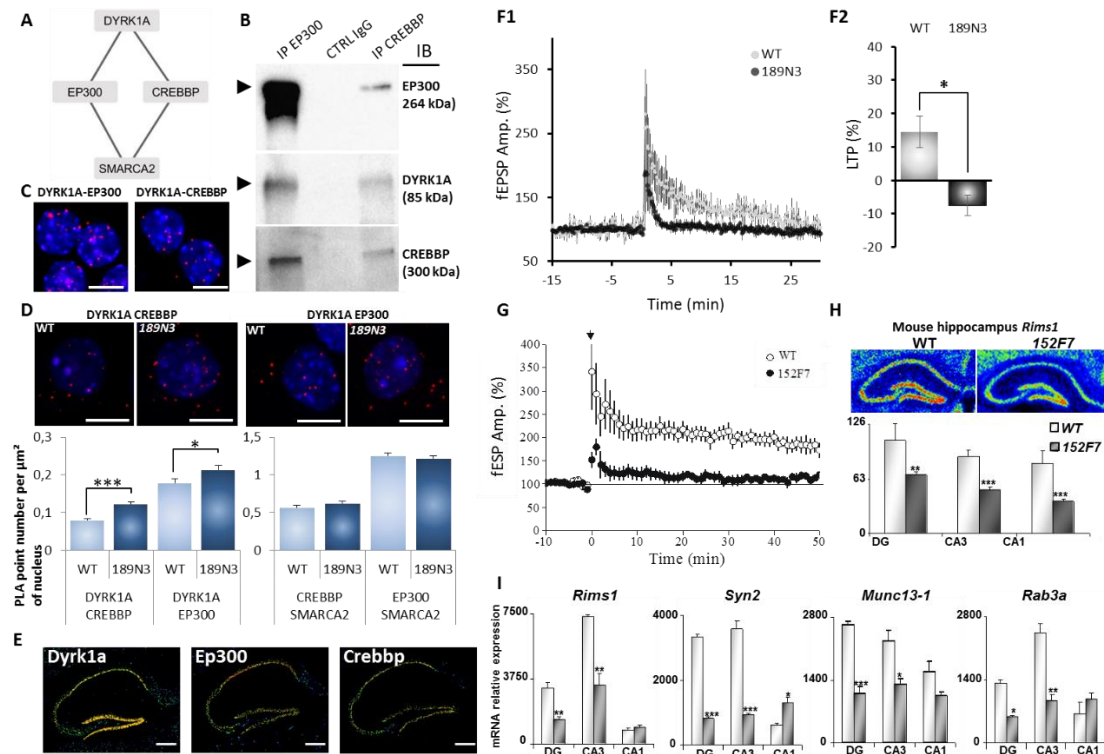 A
DYRK1A
EP300 CREBBP
SMARCA2
B
IP EP300 CTRL IgG IP CREBBP IB
EP300
264 kDa)
DYRK1A
(85 kDa)
CREBBP
(300 kDa)
C
DYRK1A-EP300 DYRK1A-CREBBP
D
DYRK1A CREBBP DYRK1A EP300
WT 189N3 WT 189N3
PLA point number per µm²
of nucleus
0,3
0,2
0,1
0
*** *
1,5
1
0,5
0
WT 189N3 WT 189N3 WT 189N3 WT 189N3
DYRK1A DYRK1A CREBBP EP300
CREBBP EP300 SMARCA2 SMARCA2
E
Dyrk1a Ep300 Crebbp
F1
WT
189N3
fEPSP Amp. (%)
350
250
150
50
-15 -5 5 15 25
Time (min)
F2
WT 189N3
LTP (%)
40
30
20
10
0
-10
-20
*
G
WT
152F7
fESP Amp. (%)
400
350
300
250
200
150
100
50
0
-10 0 10 20 30 40 50
Time (min)
H
Mouse hippocampus Rims1
WT 152F7
126
63
0
WT
152F7
** *** ***
DG CA3 CA1
I
mRNA relative expression
Rims1 Syn2 Munc13-1 Rab3a
7500
3750
0
** **
DG CA3 CA1
4000
2000
0
*** *** *
DG CA3 CA1
2800
1400
0
*** *
DG CA3 CA1
2800
1400
0
* **
DG CA3 CA1